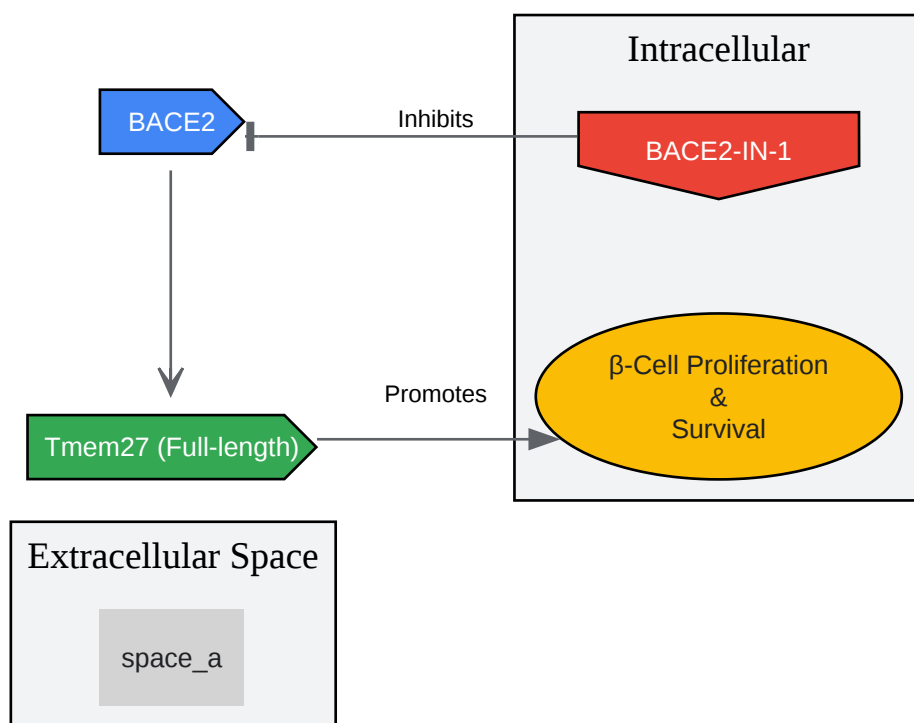 Intracellular
BACE2
Inhibits
BACE2-IN-1
β-Cell Proliferation
&
Survival
Promotes
Tmem27 (Full-length)
Extracellular Space
space_a